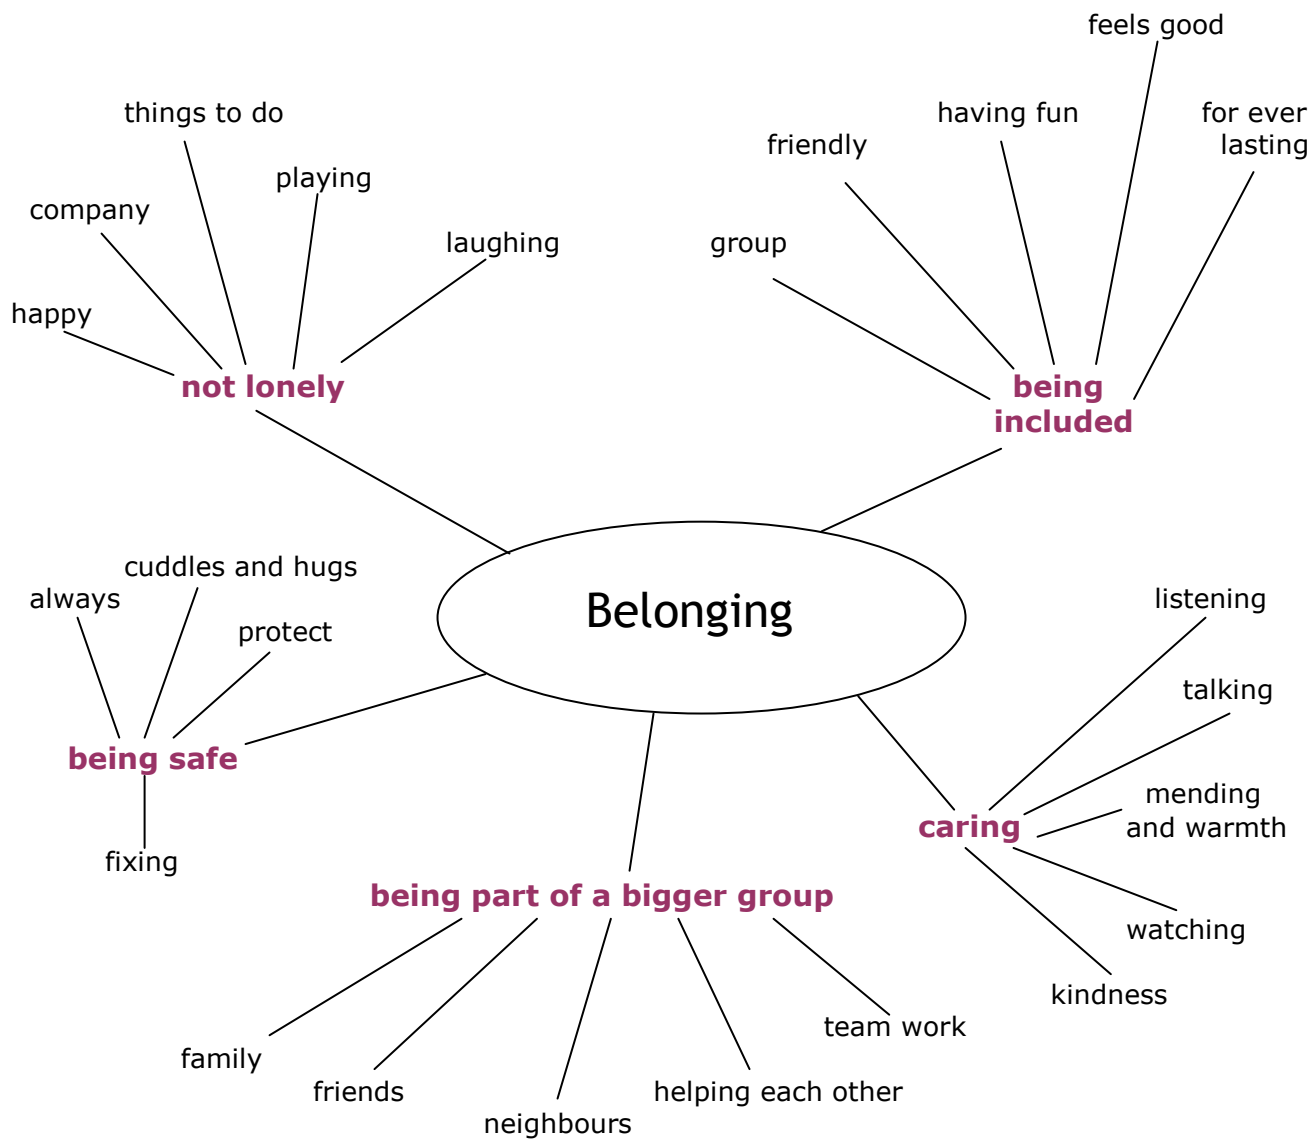 feels good
things to do
having fun
for ever
lasting
friendly
playing
company
laughing
group
happy
not lonely
being
included
cuddles and hugs
always
protect
Belonging
listening
talking
being safe
mending
and warmth
caring
fixing
being part of a bigger group
watching
kindness
team work
family
friends
helping each other
neighbours